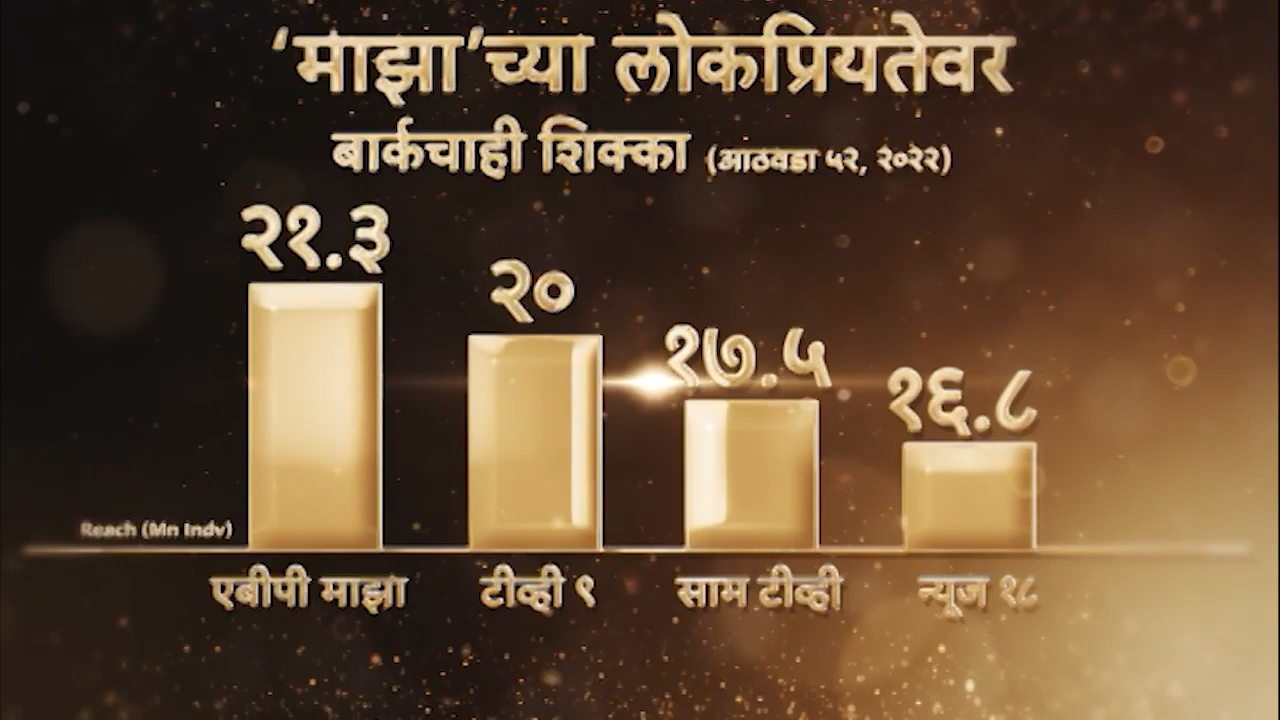 ‘माझा’च्या लोकप्रियतेवर
बार्कचाही शिक्का (आठवडा ५२, २०२२)
२१.३
२०
१७.५
१६.८
Reach (Mn Indv)
एबीपी माझा
टीव्ही ९
साम टीव्ही
न्यूज १८